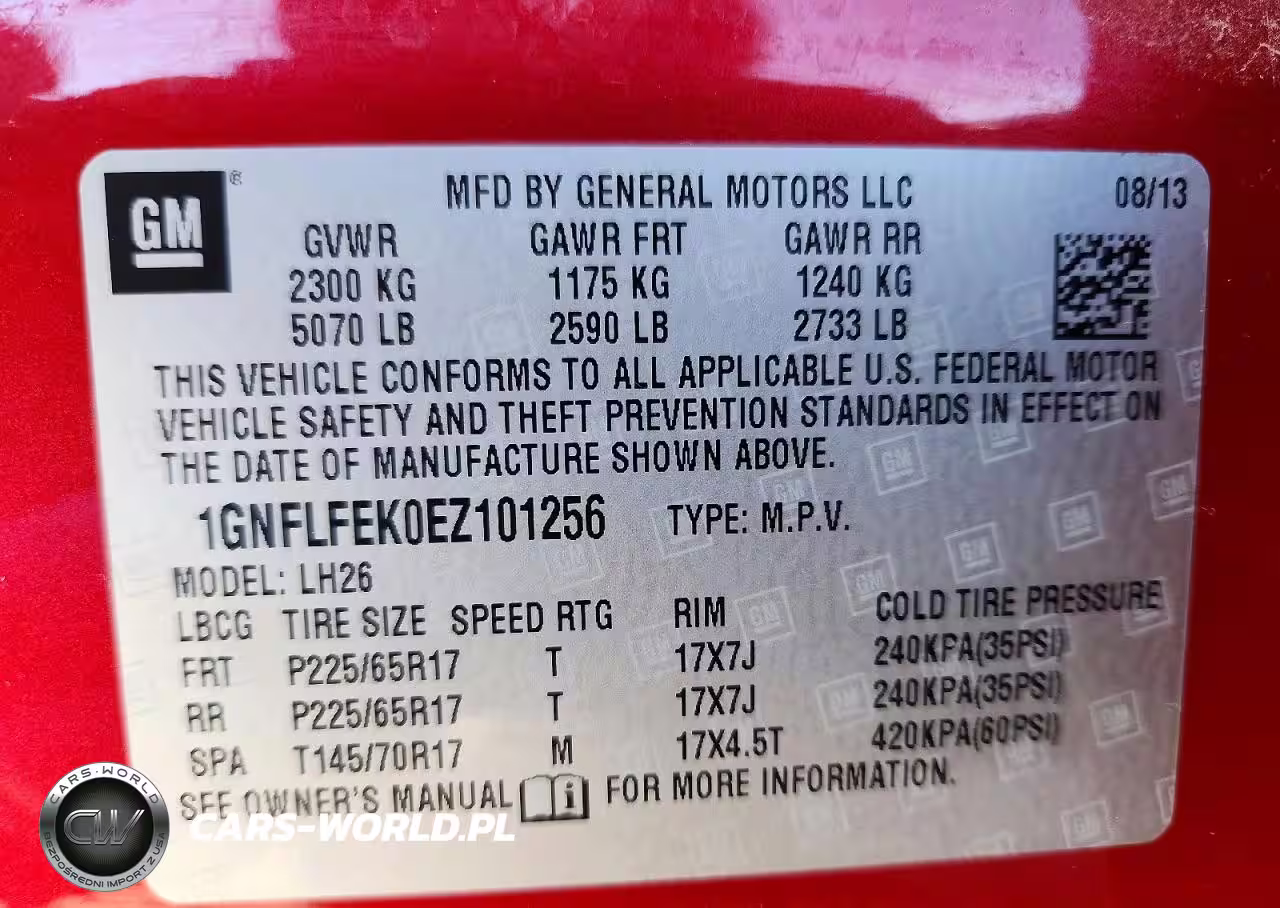 GM
MFD BY GENERAL MOTORS LLC 08/13
GVWR GAWR FRT GAWR RR
2300 KG 1175 KG 1240 KG
5070 LB 2590 LB 2733 LB
THIS VEHICLE CONFORMS TO ALL APPLICABLE U.S. FEDERAL MOTOR
VEHICLE SAFETY AND THEFT PREVENTION STANDARDS IN EFFECT ON
THE DATE OF MANUFACTURE SHOWN ABOVE.
1GNFLFEK0EZ101256 TYPE: M.P.V.
MODEL: LH26
LBCG TIRE SIZE SPEED RTG RIM COLD TIRE PRESSURE
FRT P225/65R17 T 17X7J 240KPA(35PSI)
RR P225/65R17 T 17X7J 240KPA(35PSI)
SPA T145/70R17 M 17X4.5T 420KPA(60PSI)
SEE OWNER'S MANUAL i FOR MORE INFORMATION.
CARS-WORLD.PL
CARS-WORLD
CW
BEZPOŚREDNI IMPORT Z USA